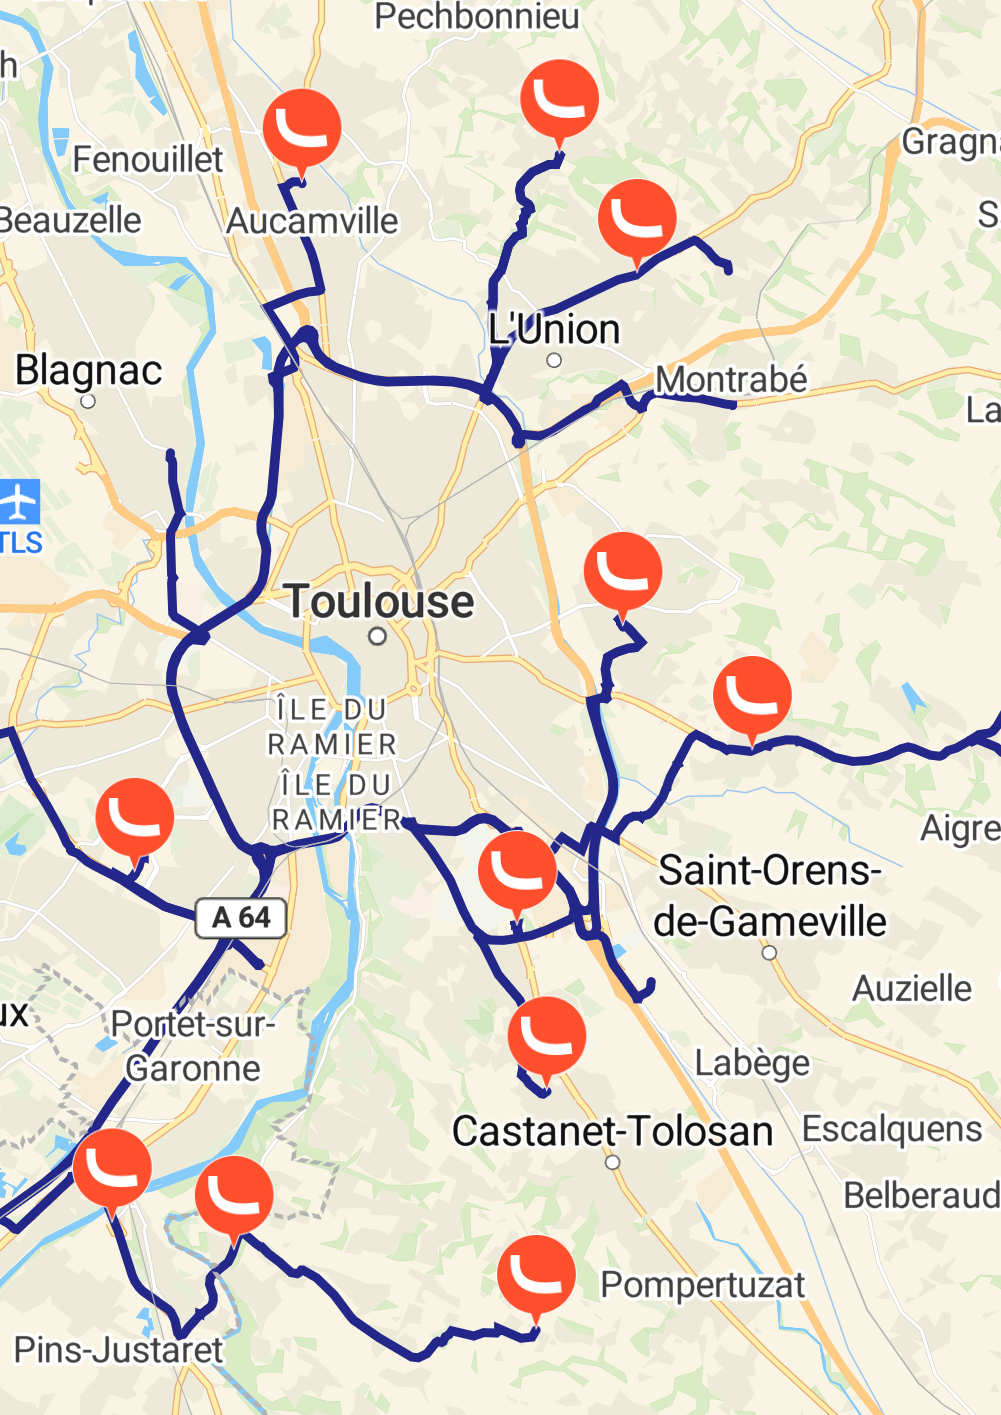 Pechbonnieu
h
Gragna
Fenouillet
Beauzelle
Aucamville
S
L'Union
Blagnac
Montrabé
La
TLS
Toulouse
ÎLE DU
RAMIER
ÎLE DU
RAMIER
Aigre
Saint-Orens-
de-Gameville
A 64
Auzielle
ux
Portet-sur-
Garonne
Labège
Castanet-Tolosan
Escalquens
Belberaud
Pompertuzat
Pins-Justaret